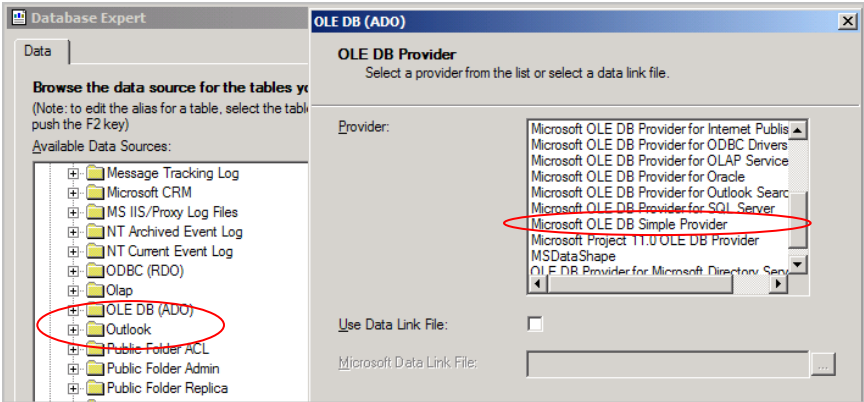 Database Expert
Data
Browse the data source for the tables yo
(Note: to edit the alias for a table, select the tabl
push the F2 key)
Available Data Sources:
Message Tracking Log
Microsoft CRM
MS IIS/Proxy Log Files
NT Archived Event Log
NT Current Event Log
ODBC (RDO)
Olap
OLE DB (ADO)
Outlook
Public Folder ACL
Public Folder Admin
Public Folder Replica
OLE DB (ADO)
OLE DB Provider
Select a provider from the list or select a data link file.
Provider:
Microsoft OLE DB Provider for Internet Publis
Microsoft OLE DB Provider for ODBC Drivers
Microsoft OLE DB Provider for OLAP Service
Microsoft OLE DB Provider for Oracle
Microsoft OLE DB Provider for Outlook Searc
Microsoft OLE DB Provider for SQL Server
Microsoft OLE DB Simple Provider
Microsoft Project 11.0 OLE DB Provider
MSDataShape
OLE DB Provider for Microsoft Directory Serv
Use Data Link File:
Microsoft Data Link File:
...